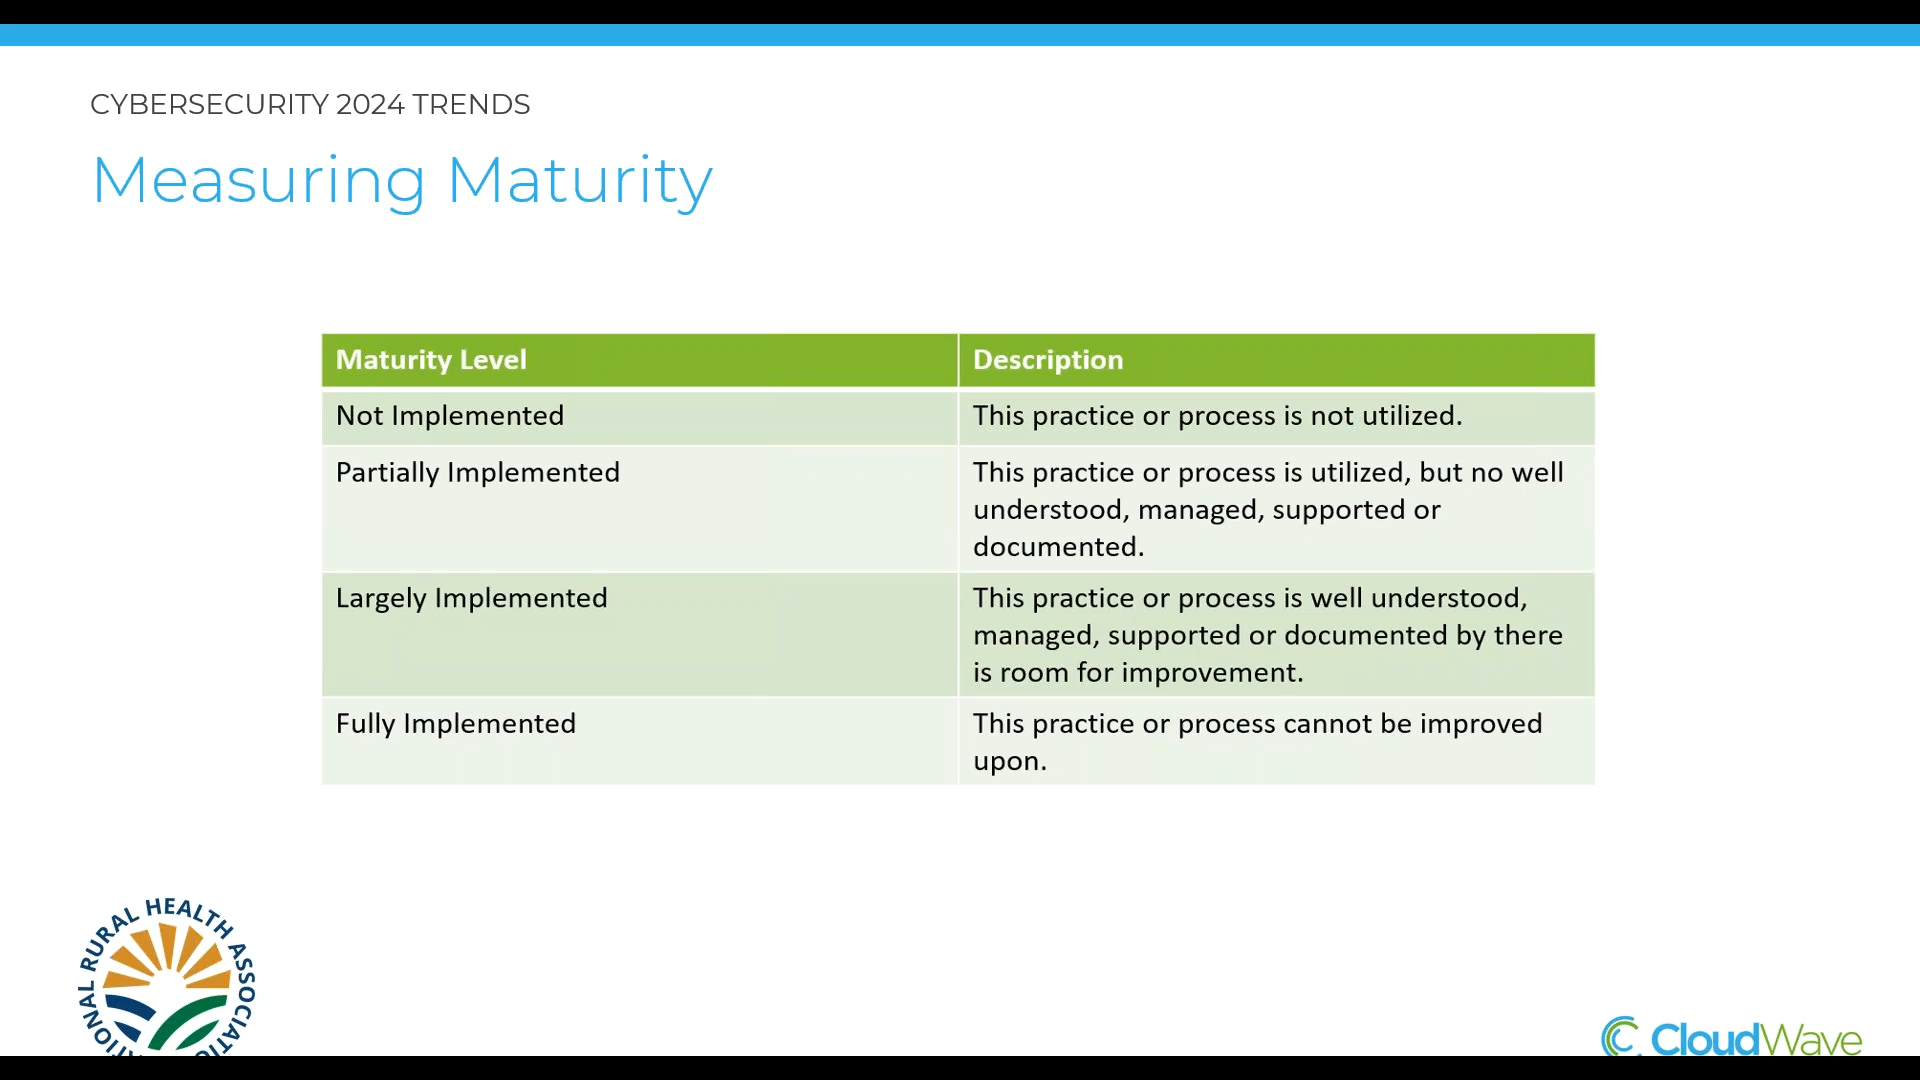 CYBERSECURITY 2024 TRENDS
Measuring Maturity
Maturity Level
Description
Not Implemented
This practice or process is not utilized.
Partially Implemented
This practice or process is utilized, but no well
understood, managed, supported or
documented.
Largely Implemented
This practice or process is well understood,
managed, supported or documented by there
is room for improvement.
Fully Implemented
This practice or process cannot be improved
upon.
RURAL HEALTH
CloudWave